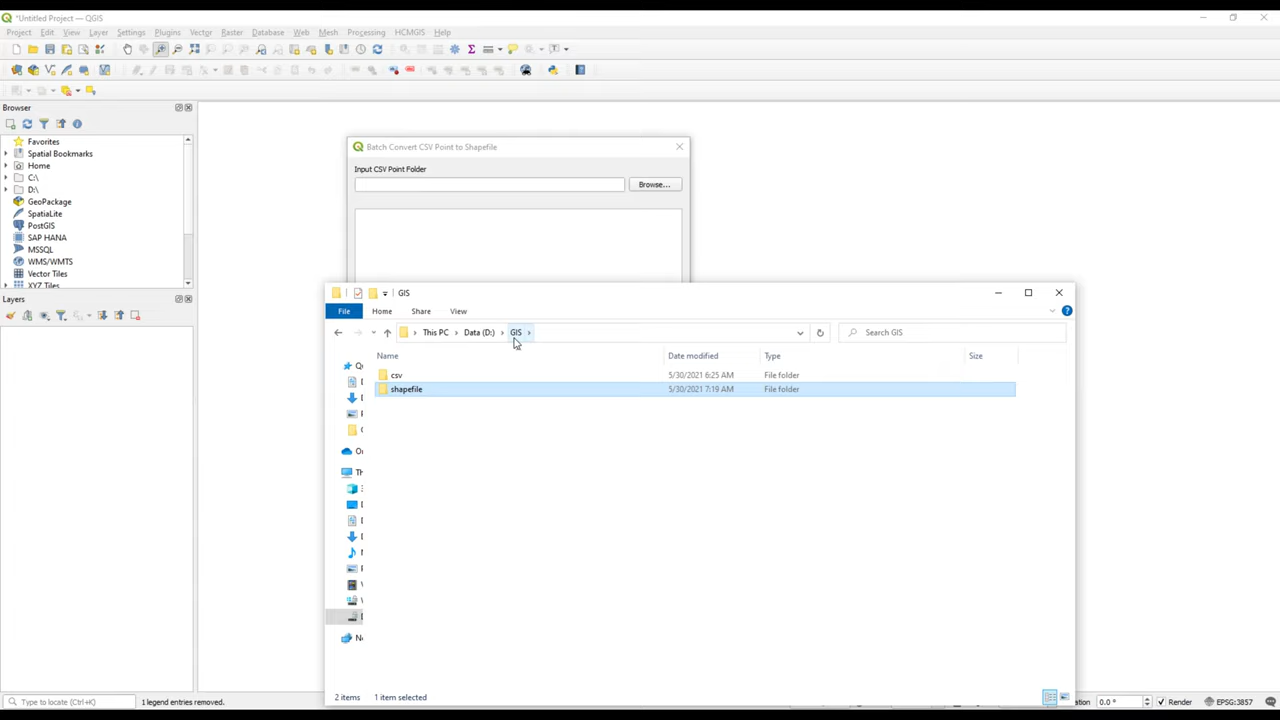 *Untitled Project — QGIS
Project Edit View Layer Settings Plugins Vector Raster Database Web Mesh Processing HCMGIS Help
Browser
Favorites
Spatial Bookmarks
Home
C:\
D:\
GeoPackage
SpatiaLite
PostGIS
SAP HANA
MSSQL
WMS/WMTS
Vector Tiles
XYZ Tiles
Layers
Batch Convert CSV Point to Shapefile
Input CSV Point Folder
Browse...
GIS
File Home Share View
This PC Data (D:) GIS
Search GIS
Name Date modified Type Size
csv 5/30/2021 6:25 AM File folder
shapefile 5/30/2021 7:19 AM File folder
2 items 1 item selected
Type to locate (Ctrl+K) 1 legend entries removed. 0.0 ° Render EPSG:3857